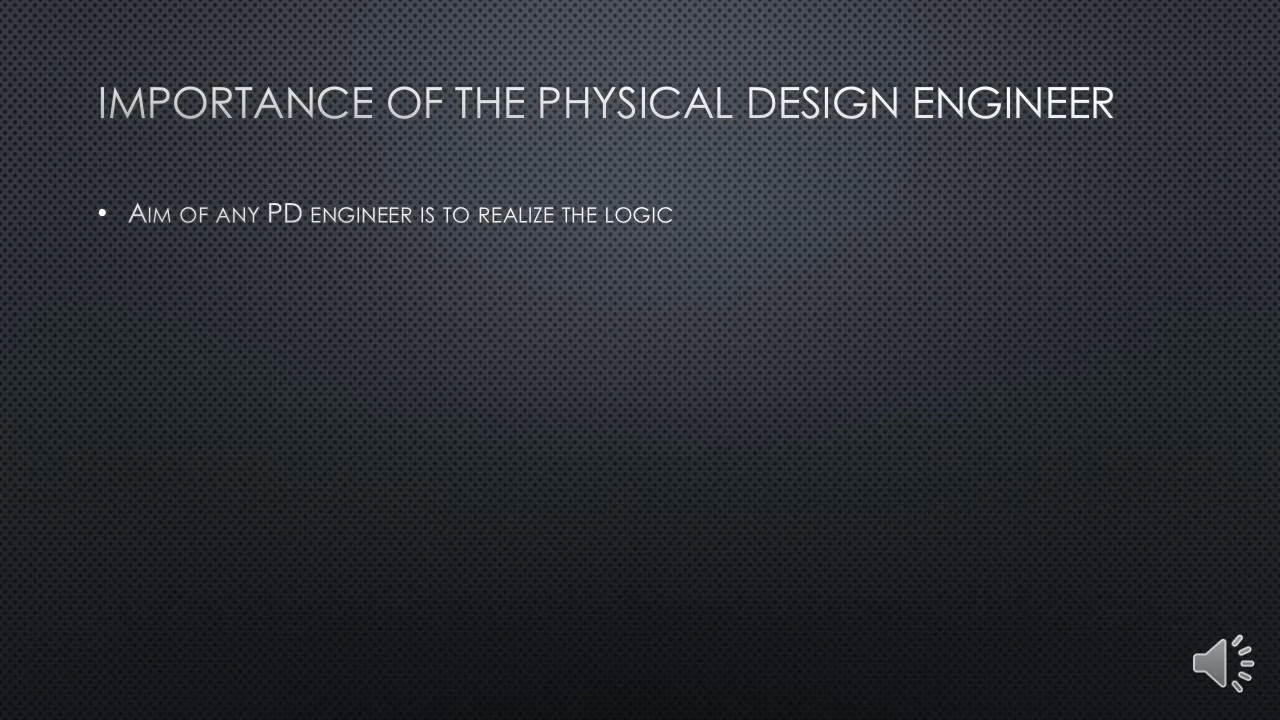 IMPORTANCE OF THE PHYSICAL DESIGN ENGINEER
• Aim of any PD engineer is to realize the logic